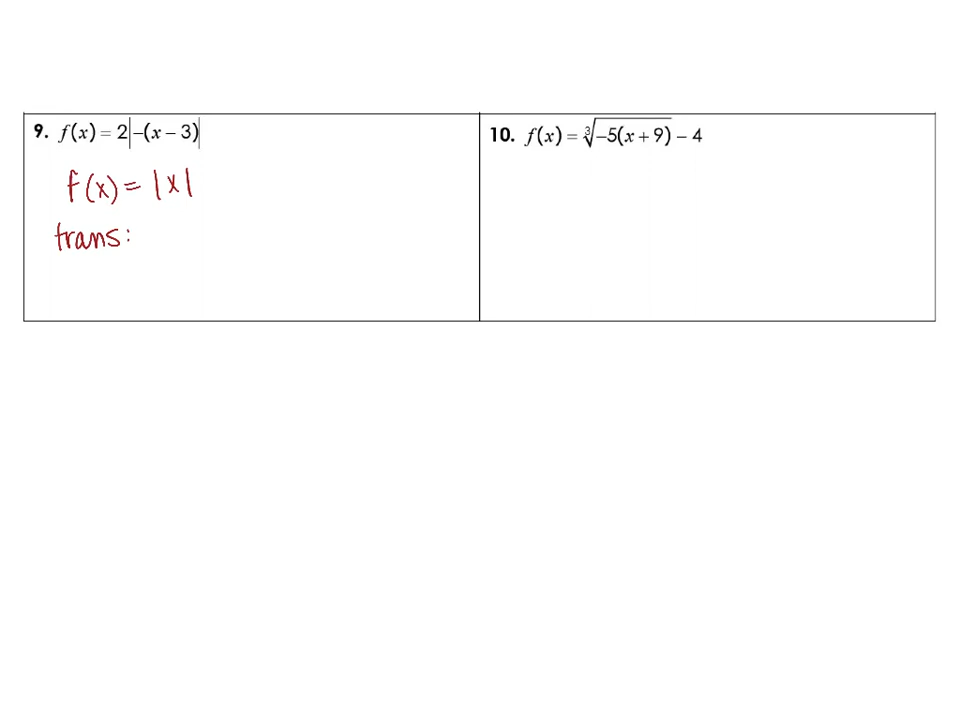 9. f(x) = 2|−(x − 3)|
f(x) = |x|
trans:
10. f(x) = ∛−5(x + 9) − 4